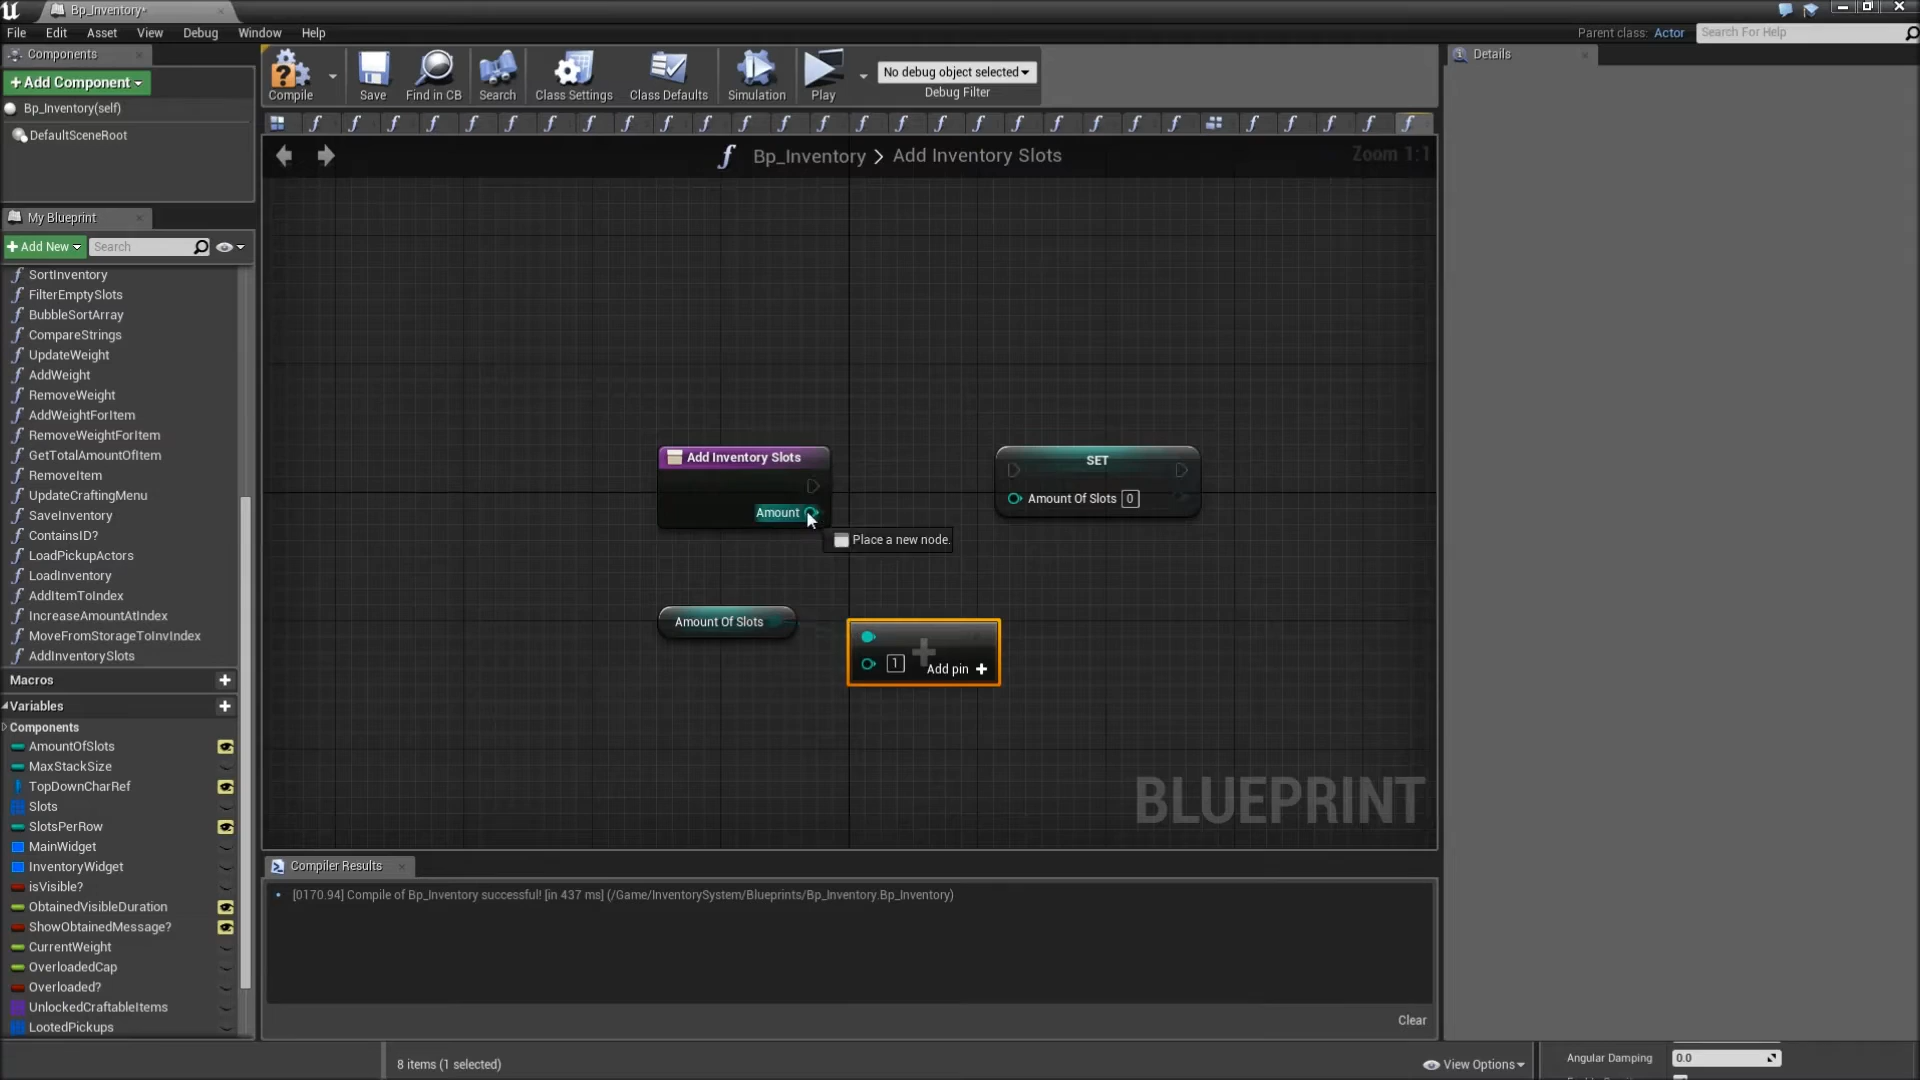 Bp_Inventory*
File Edit Asset View Debug Window Help
Parent class: Actor
Search For Help
Components
+Add Component
Bp_Inventory(self)
DefaultSceneRoot
Compile
Save
Find in CB
Search
Class Settings
Class Defaults
Simulation
Play
No debug object selected
Debug Filter
Details
Bp_Inventory > Add Inventory Slots
Zoom 1:1
My Blueprint
+Add New
Search
SortInventory
FilterEmptySlots
BubbleSortArray
CompareStrings
UpdateWeight
AddWeight
RemoveWeight
AddWeightForItem
RemoveWeightForItem
GetTotalAmountOfItem
RemoveItem
UpdateCraftingMenu
SaveInventory
ContainsID?
LoadPickupActors
LoadInventory
AddItemToIndex
IncreaseAmountAtIndex
MoveFromStorageToInvIndex
AddInventorySlots
Macros
Variables
Components
AmountOfSlots
MaxStackSize
TopDownCharRef
Slots
SlotsPerRow
MainWidget
InventoryWidget
isVisible?
ObtainedVisibleDuration
ShowObtainedMessage?
CurrentWeight
OverloadedCap
Overloaded?
UnlockedCraftableItems
LootedPickups
Add Inventory Slots
Amount
Place a new node.
SET
Amount Of Slots 0
Amount Of Slots
1
Add pin +
BLUEPRINT
Compiler Results
[0170.94] Compile of Bp_Inventory successful! [in 437 ms] (/Game/InventorySystem/Blueprints/Bp_Inventory.Bp_Inventory)
Clear
8 items (1 selected)
View Options
Angular Damping 0.0